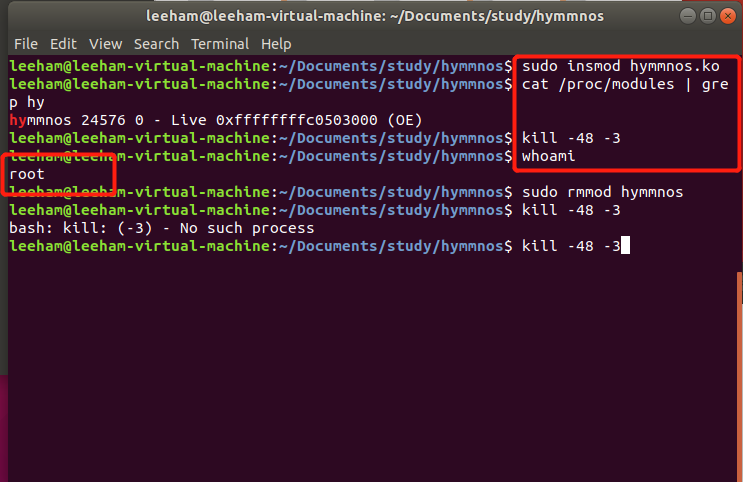 leeham@leeham-virtual-machine: ~/Documents/study/hymmnos
File Edit View Search Terminal Help
leeham@leeham-virtual-machine:~/Documents/study/hymmnos$ sudo insmod hymmnos.ko
leeham@leeham-virtual-machine:~/Documents/study/hymmnos$ cat /proc/modules | gre
p hy
hymmnos 24576 0 - Live 0xffffffffc0503000 (OE)
leeham@leeham-virtual-machine:~/Documents/study/hymmnos$ kill -48 -3
leeham@leeham-virtual-machine:~/Documents/study/hymmnos$ whoami
root
leeham@leeham-virtual-machine:~/Documents/study/hymmnos$ sudo rmmod hymmnos
leeham@leeham-virtual-machine:~/Documents/study/hymmnos$ kill -48 -3
bash: kill: (-3) - No such process
leeham@leeham-virtual-machine:~/Documents/study/hymmnos$ kill -48 -3